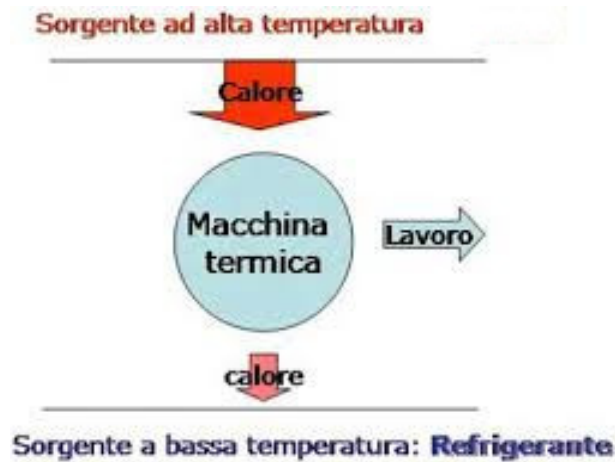 Sorgente ad alta temperatura
Calore
Macchina
termica
Lavoro
calore
Sorgente a bassa temperatura: Refrigerante